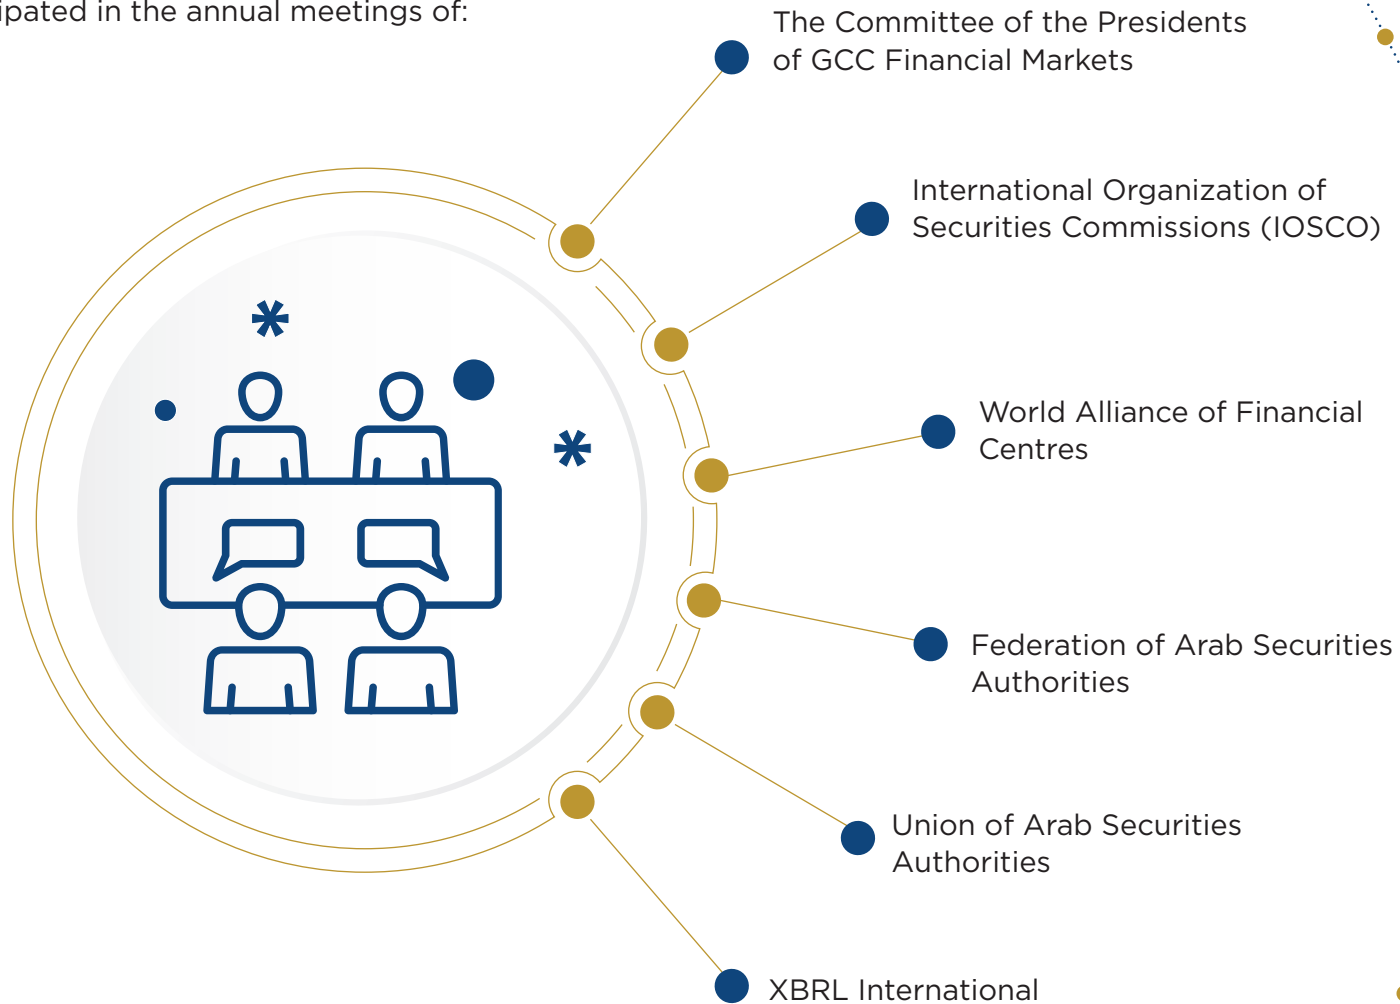 ipated in the annual meetings of:
The Committee of the Presidents
of GCC Financial Markets
International Organization of
Securities Commissions (IOSCO)
World Alliance of Financial
Centres
Federation of Arab Securities
Authorities
Union of Arab Securities
Authorities
XBRL International